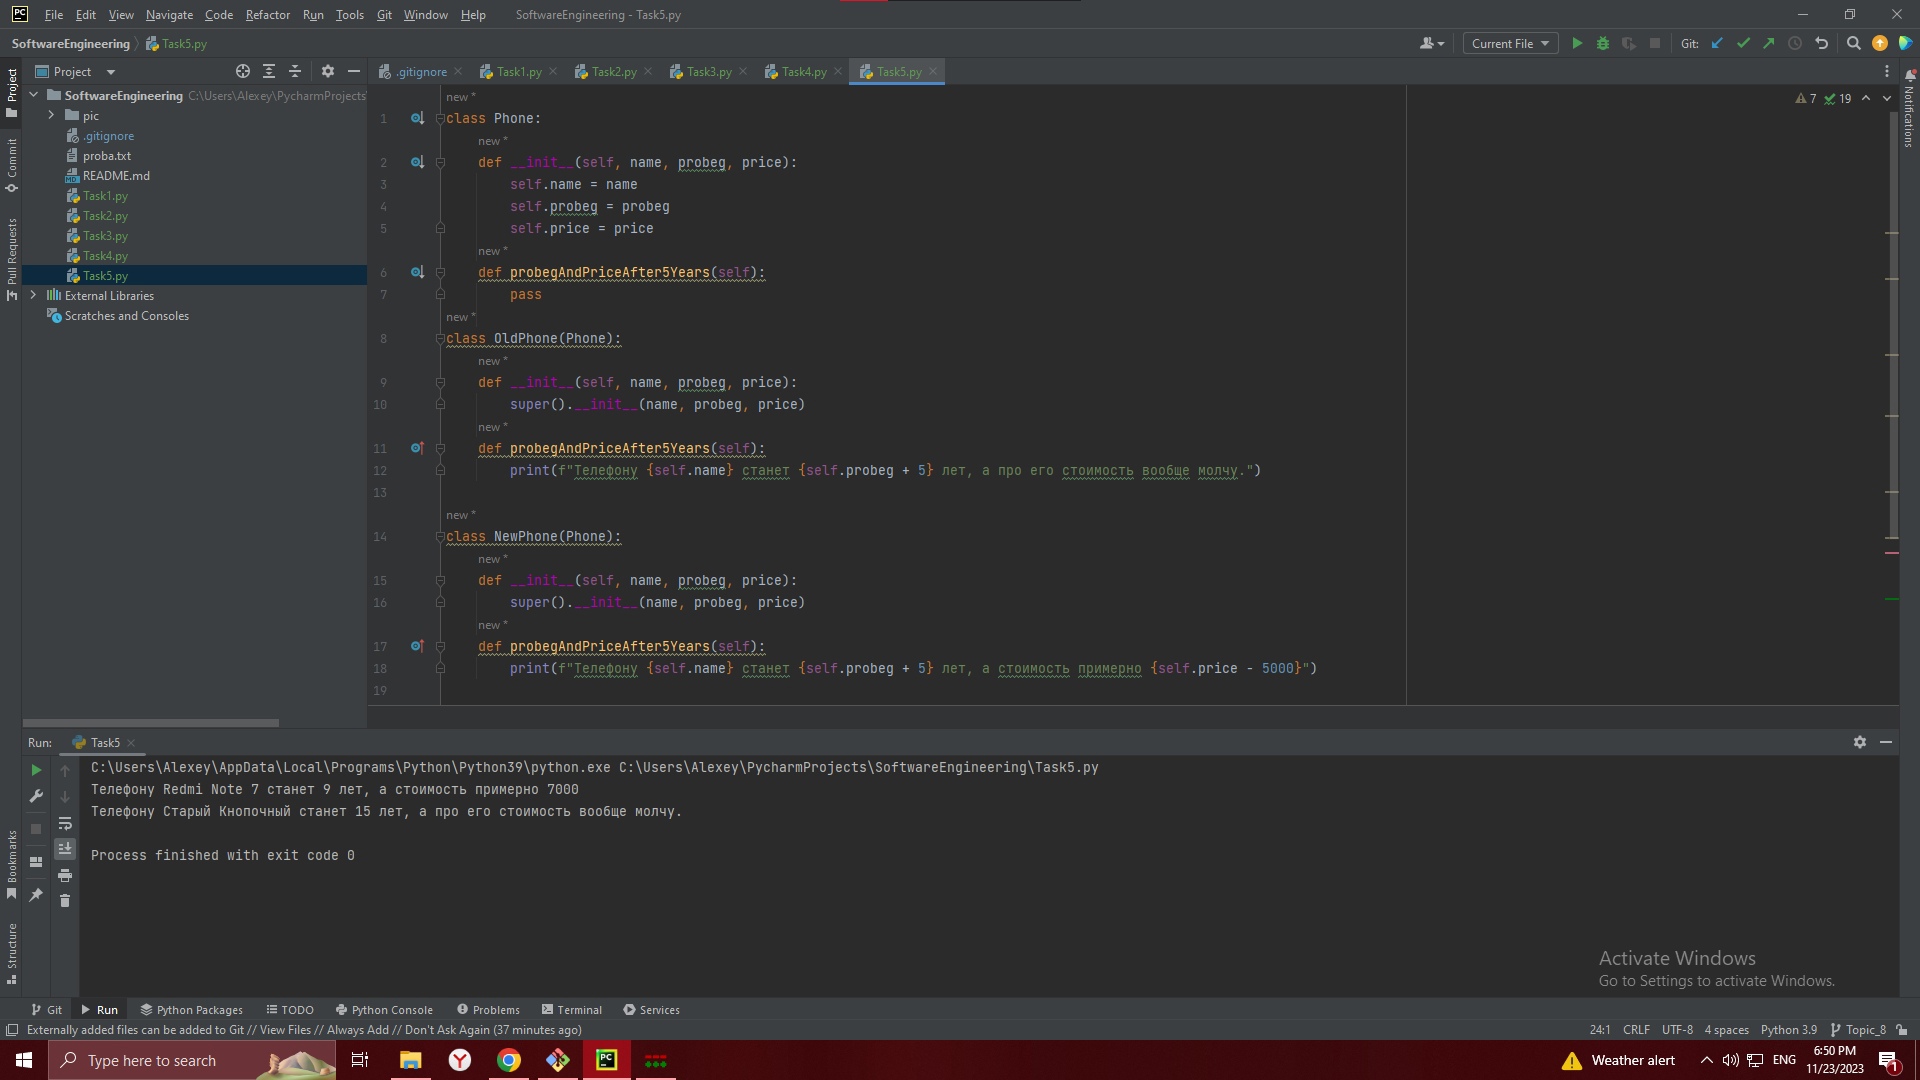 PC File Edit View Navigate Code Refactor Run Tools Git Window Help SoftwareEngineering - Task5.py
SoftwareEngineering Task5.py Current File Git:
Project .gitignore Task1.py Task2.py Task3.py Task4.py Task5.py
Project
Commit
Pull Requests
Bookmarks
Structure
Notifications
SoftwareEngineering C:\Users\Alexey\PycharmProjects
pic
.gitignore
proba.txt
README.md
Task1.py
Task2.py
Task3.py
Task4.py
Task5.py
External Libraries
Scratches and Consoles
7 19
new *
1 class Phone:
new *
2 def __init__(self, name, probeg, price):
3 self.name = name
4 self.probeg = probeg
5 self.price = price
new *
6 def probegAndPriceAfter5Years(self):
7 pass
new *
8 class OldPhone(Phone):
new *
9 def __init__(self, name, probeg, price):
10 super().__init__(name, probeg, price)
new *
11 def probegAndPriceAfter5Years(self):
12 print(f"Телефону {self.name} станет {self.probeg + 5} лет, а про его стоимость вообще молчу.")
13
new *
14 class NewPhone(Phone):
new *
15 def __init__(self, name, probeg, price):
16 super().__init__(name, probeg, price)
new *
17 def probegAndPriceAfter5Years(self):
18 print(f"Телефону {self.name} станет {self.probeg + 5} лет, а стоимость примерно {self.price - 5000}")
19
Run: Task5
C:\Users\Alexey\AppData\Local\Programs\Python\Python39\python.exe C:\Users\Alexey\PycharmProjects\SoftwareEngineering\Task5.py
Телефону Redmi Note 7 станет 9 лет, а стоимость примерно 7000
Телефону Старый Кнопочный станет 15 лет, а про его стоимость вообще молчу.
Process finished with exit code 0
Activate Windows
Go to Settings to activate Windows.
Git Run Python Packages TODO Python Console Problems Terminal Services
Externally added files can be added to Git // View Files // Always Add // Don't Ask Again (37 minutes ago) 24:1 CRLF UTF-8 4 spaces Python 3.9 Topic_8
Type here to search PC Weather alert ENG 6:50 PM
11/23/2023 1